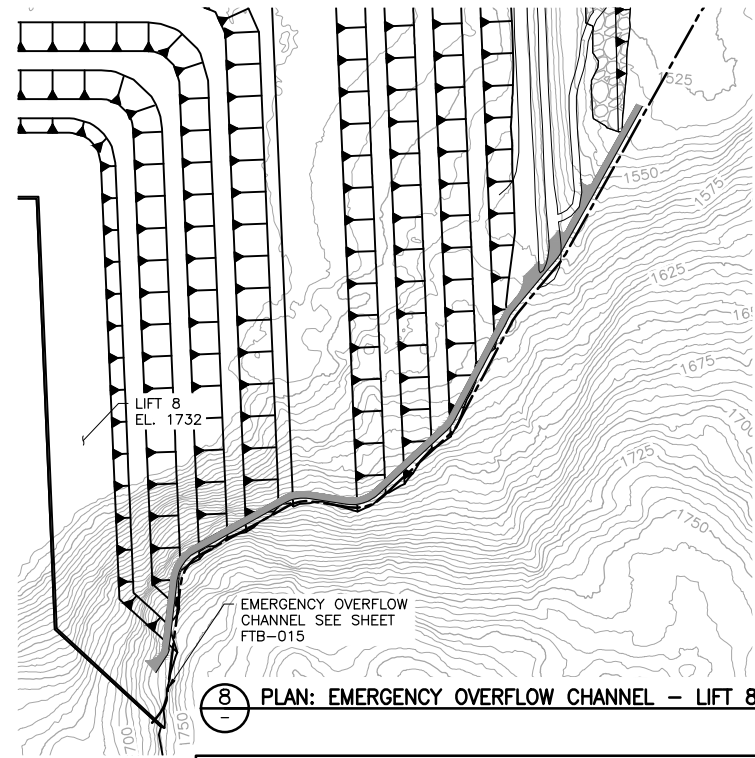 1525
1550
1575
1625
1675
1700
1725
1750
LIFT 8
EL. 1732
EMERGENCY OVERFLOW
CHANNEL SEE SHEET
FTB-015
8
-
PLAN: EMERGENCY OVERFLOW CHANNEL - LIFT 8
700
1750